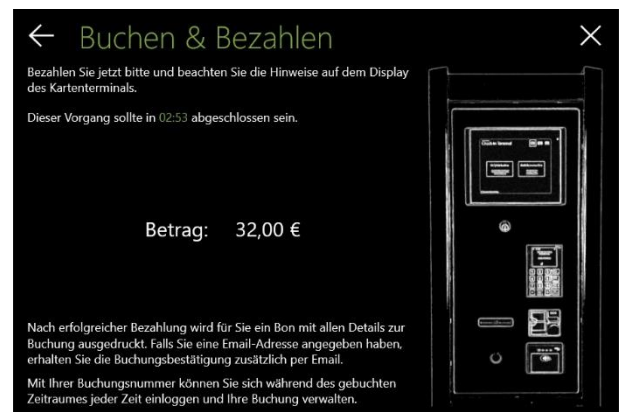 Buchen & Bezahlen
Bezahlen Sie jetzt bitte und beachten Sie die Hinweise auf dem Display
des Kartenterminals.
Dieser Vorgang sollte in 02:53 abgeschlossen sein.
Betrag: 32,00 €
Nach erfolgreicher Bezahlung wird für Sie ein Bon mit allen Details zur
Buchung ausgedruckt. Falls Sie eine Email-Adresse angegeben haben,
erhalten Sie die Buchungsbestätigung zusätzlich per Email.
Mit Ihrer Buchungsnummer können Sie sich während des gebuchten
Zeitraumes jeder Zeit einloggen und Ihre Buchung verwalten.